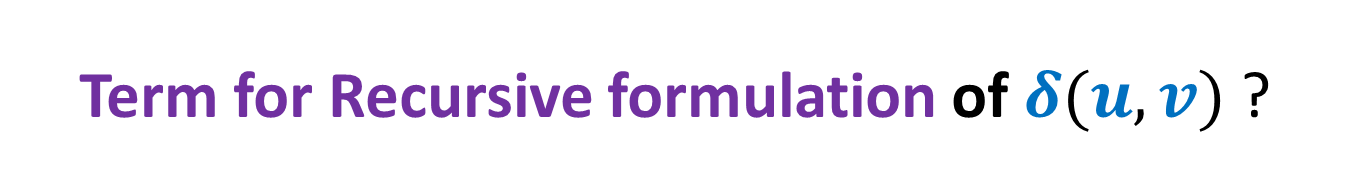 Term for Recursive formulation of δ(u, v) ?